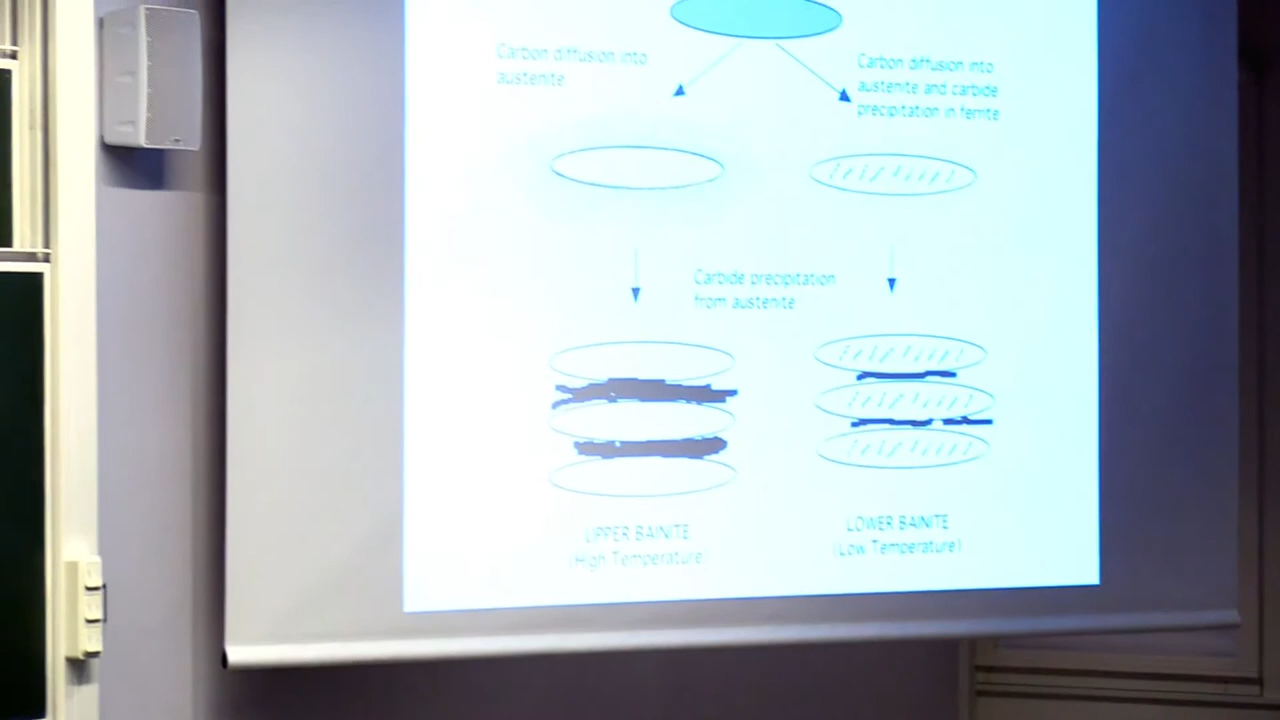 Carbon diffusion into
austenite
Carbon diffusion into
austenite and carbide
precipitation in ferrite
Carbide precipitation
from austenite
UPPER BAINITE
(High Temperature)
LOWER BAINITE
(Low Temperature)